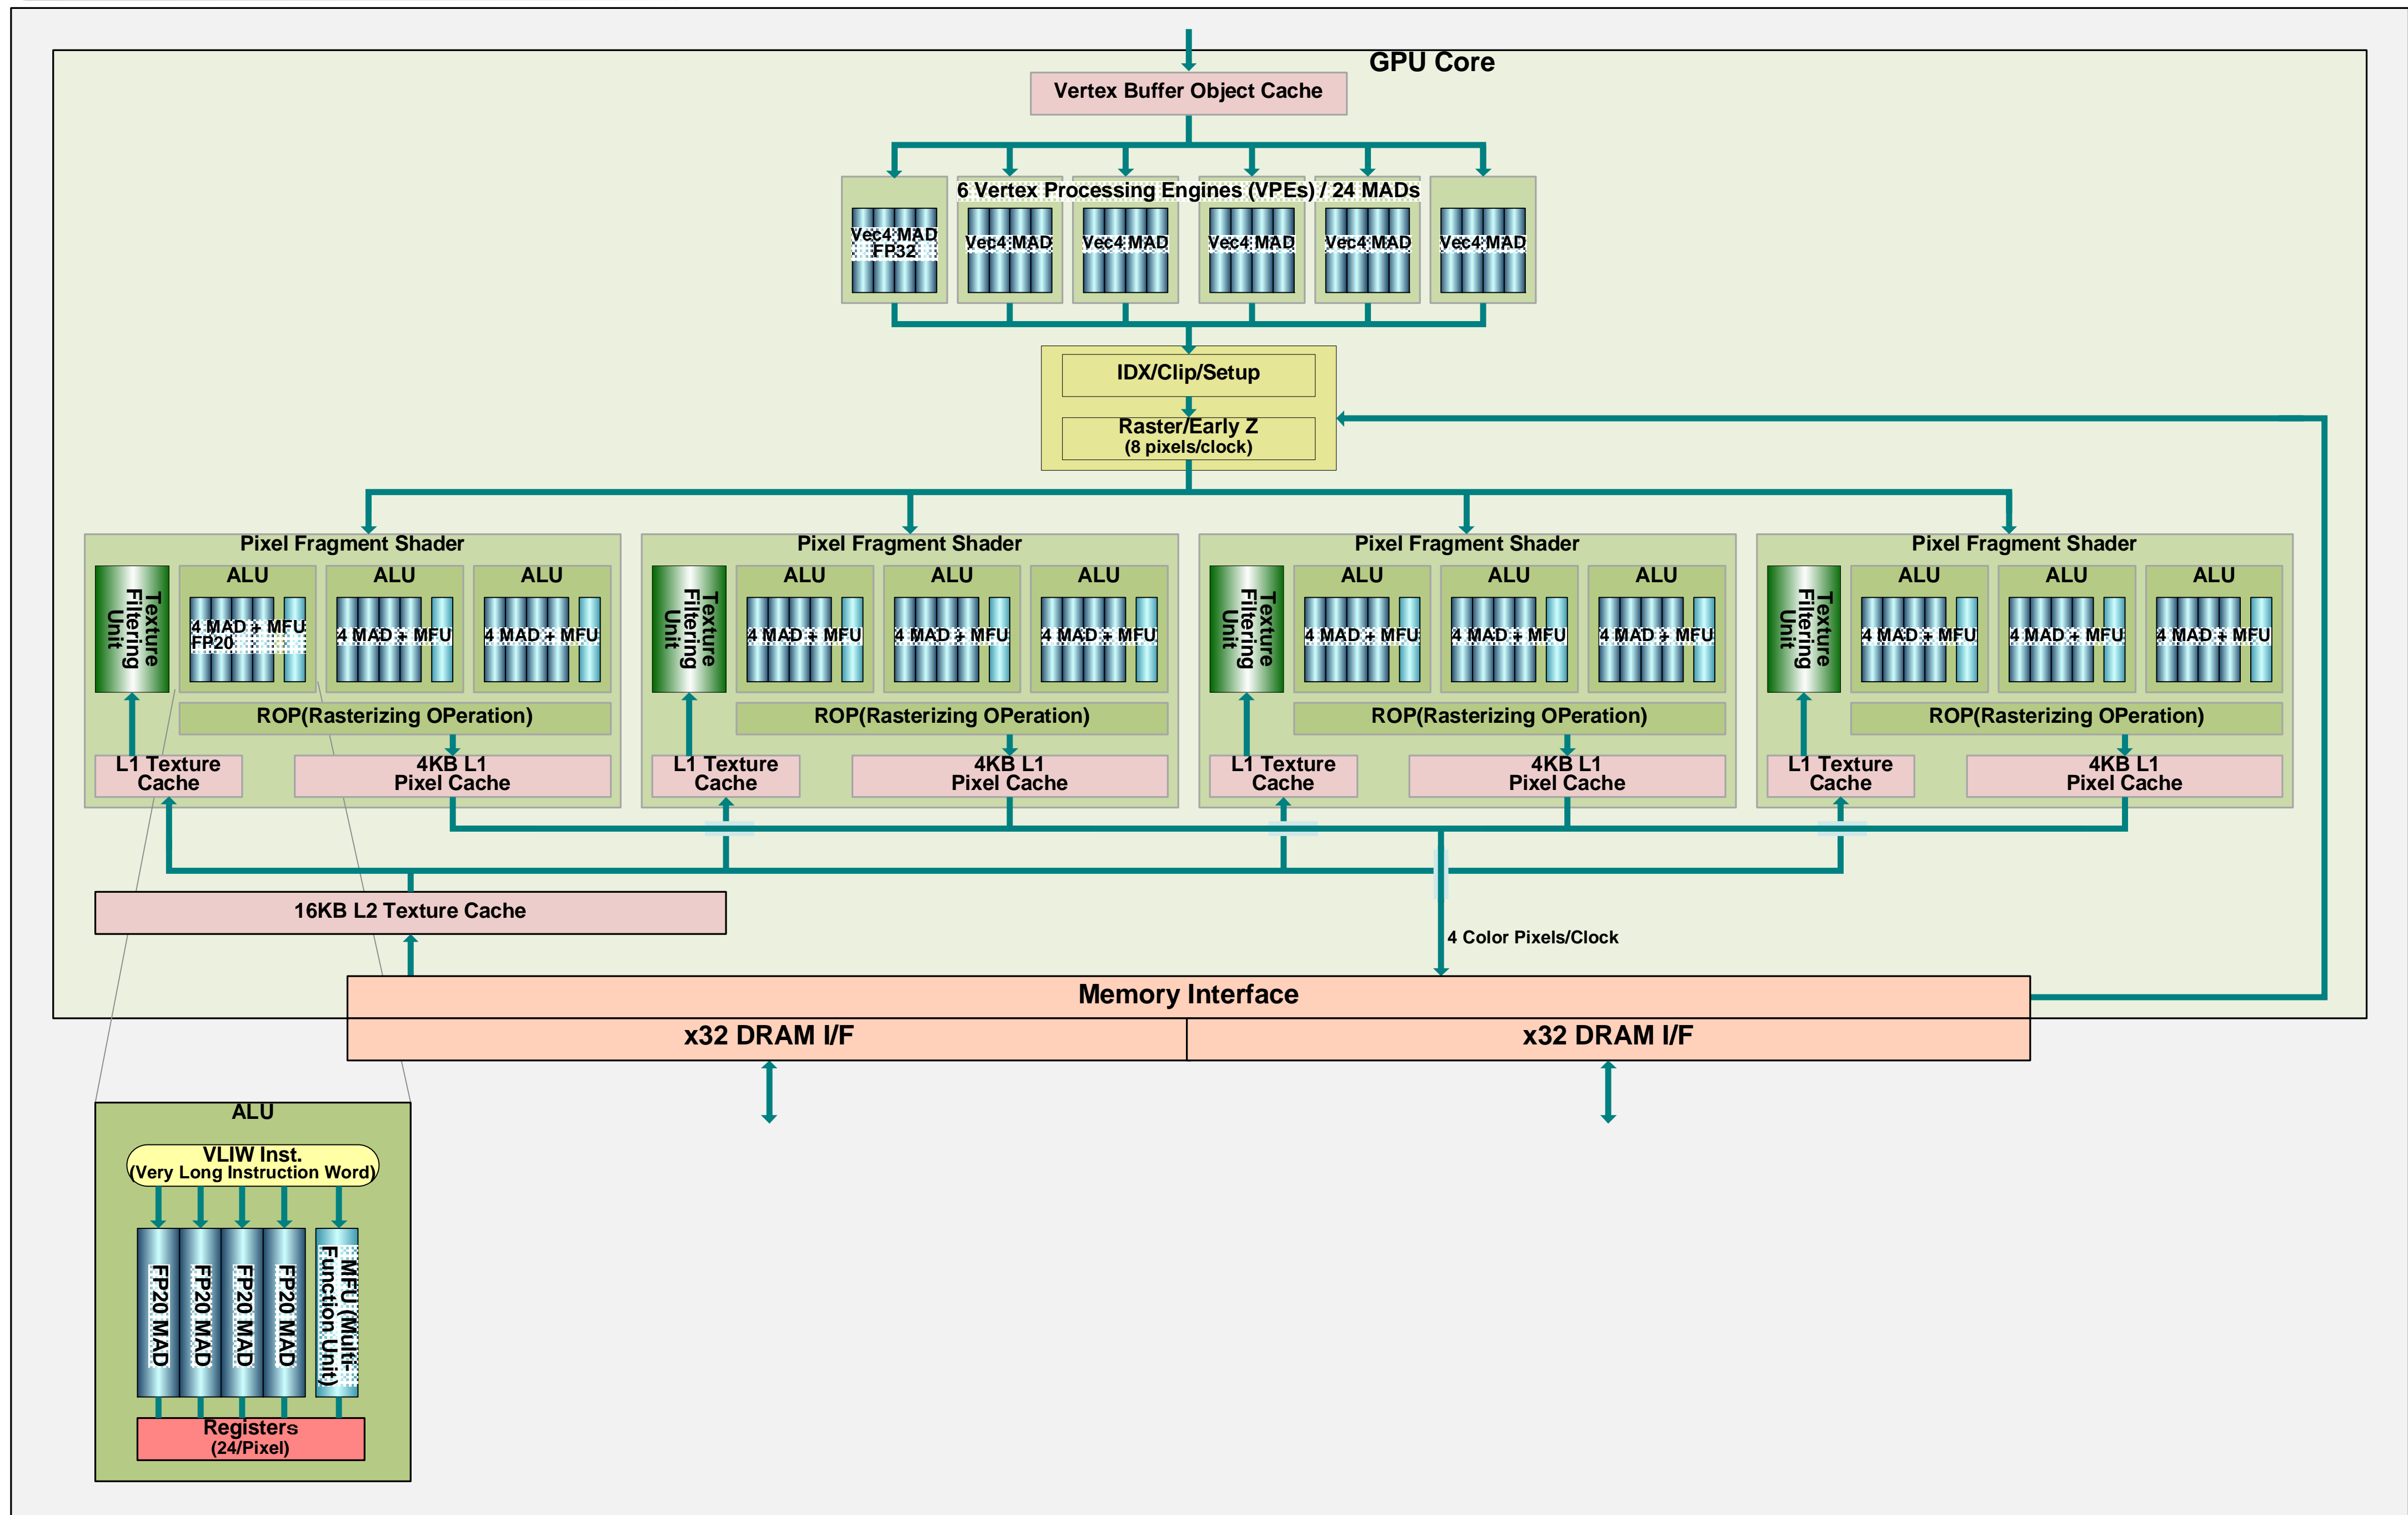 GPU Core
Vertex Buffer Object Cache
6 Vertex Processing Engines (VPEs) / 24 MADs
Vec4 MAD
FP32
Vec4 MAD
Vec4 MAD
Vec4 MAD
Vec4 MAD
Vec4 MAD
IDX/Clip/Setup
Raster/Early Z
(8 pixels/clock)
Pixel Fragment Shader
Texture
Filtering
Unit
ALU
4 MAD + MFU
FP20
ALU
4 MAD + MFU
ALU
4 MAD + MFU
ROP(Rasterizing OPeration)
L1 Texture
Cache
4KB L1
Pixel Cache
Pixel Fragment Shader
Texture
Filtering
Unit
ALU
4 MAD + MFU
ALU
4 MAD + MFU
ALU
4 MAD + MFU
ROP(Rasterizing OPeration)
L1 Texture
Cache
4KB L1
Pixel Cache
Pixel Fragment Shader
Texture
Filtering
Unit
ALU
4 MAD + MFU
ALU
4 MAD + MFU
ALU
4 MAD + MFU
ROP(Rasterizing OPeration)
L1 Texture
Cache
4KB L1
Pixel Cache
Pixel Fragment Shader
Texture
Filtering
Unit
ALU
4 MAD + MFU
ALU
4 MAD + MFU
ALU
4 MAD + MFU
ROP(Rasterizing OPeration)
L1 Texture
Cache
4KB L1
Pixel Cache
16KB L2 Texture Cache
4 Color Pixels/Clock
Memory Interface
x32 DRAM I/F
x32 DRAM I/F
ALU
VLIW Inst.
(Very Long Instruction Word)
FP20 MAD
FP20 MAD
FP20 MAD
FP20 MAD
MFU (Multi-
Function Unit)
Registers
(24/Pixel)